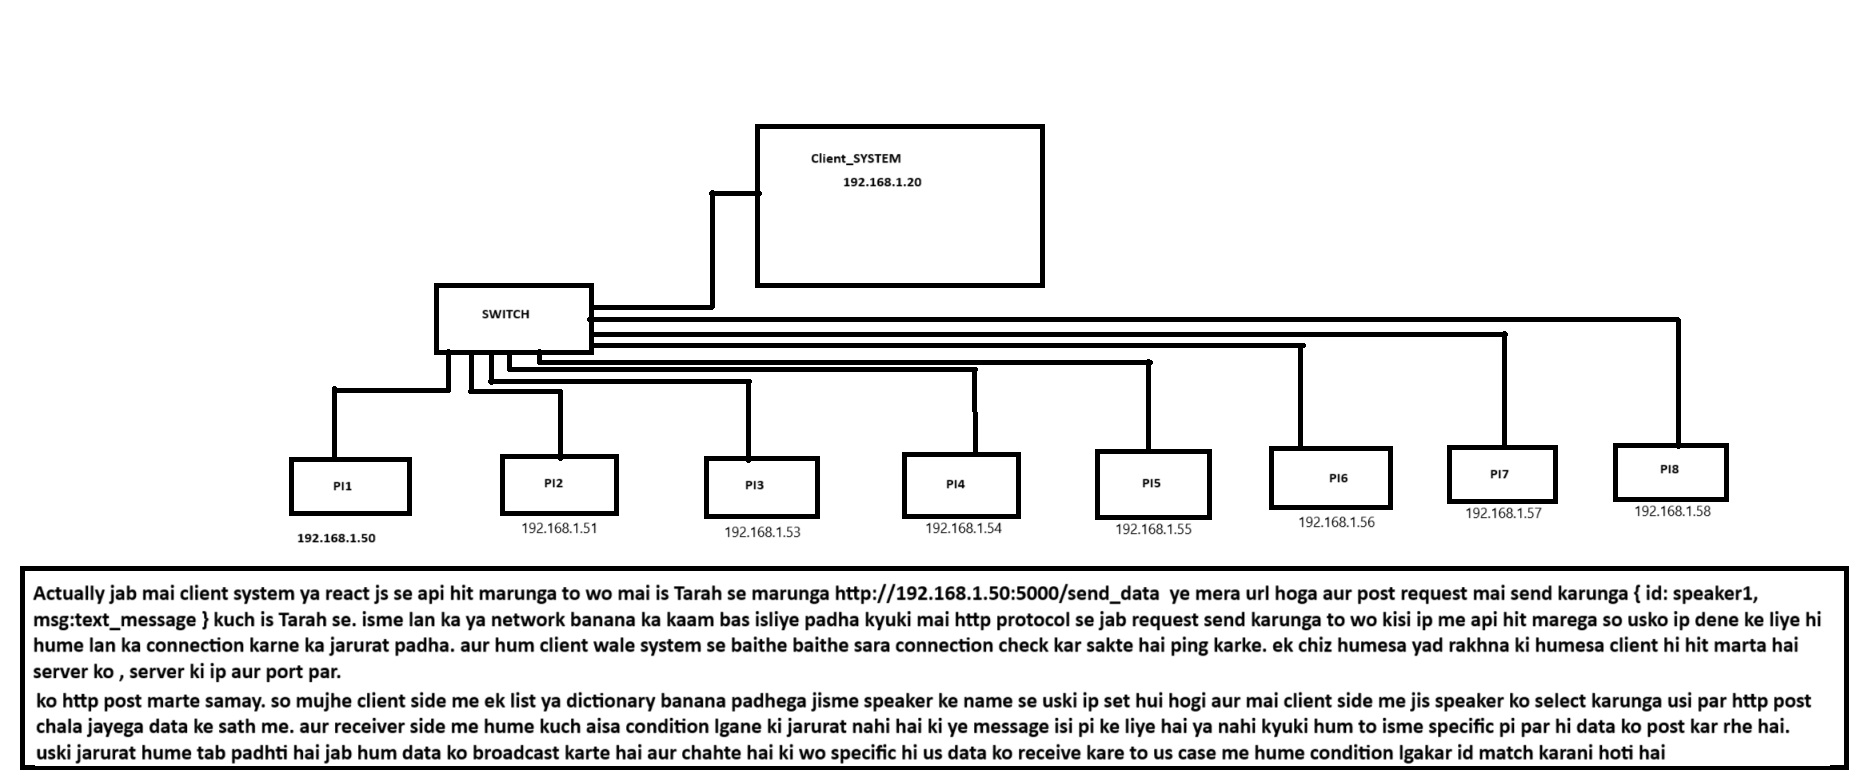 Client_SYSTEM
192.168.1.20
SWITCH
PI1
PI2
PI3
PI4
PI5
PI6
PI7
PI8
192.168.1.50
192.168.1.51
192.168.1.53
192.168.1.54
192.168.1.55
192.168.1.56
192.168.1.57
192.168.1.58
Actually jab mai client system ya react js se api hit marunga to wo mai is Tarah se marunga http://192.168.1.50:5000/send_data ye mera url hoga aur post request mai send karunga { id: speaker1,
msg:text_message } kuch is Tarah se. isme lan ka ya network banana ka kaam bas isliye padha kyuki mai http protocol se jab request send karunga to wo kisi ip me api hit marega so usko ip dene ke liye hi
hume lan ka connection karne ka jarurat padha. aur hum client wale system se baithe baithe sara connection check kar sakte hai ping karke. ek chiz humesa yad rakhna ki humesa client hi hit marta hai
server ko , server ki ip aur port par.
ko http post marte samay. so mujhe client side me ek list ya dictionary banana padhega jisme speaker ke name se uski ip set hui hogi aur mai client side me jis speaker ko select karunga usi par http post
chala jayega data ke sath me. aur receiver side me hume kuch aisa condition lgane ki jarurat nahi hai ki ye message isi pi ke liye hai ya nahi kyuki hum to isme specific pi par hi data ko post kar rhe hai.
uski jarurat hume tab padhti hai jab hum data ko broadcast karte hai aur chahte hai ki wo specific hi us data ko receive kare to us case me hume condition lgakar id match karani hoti hai